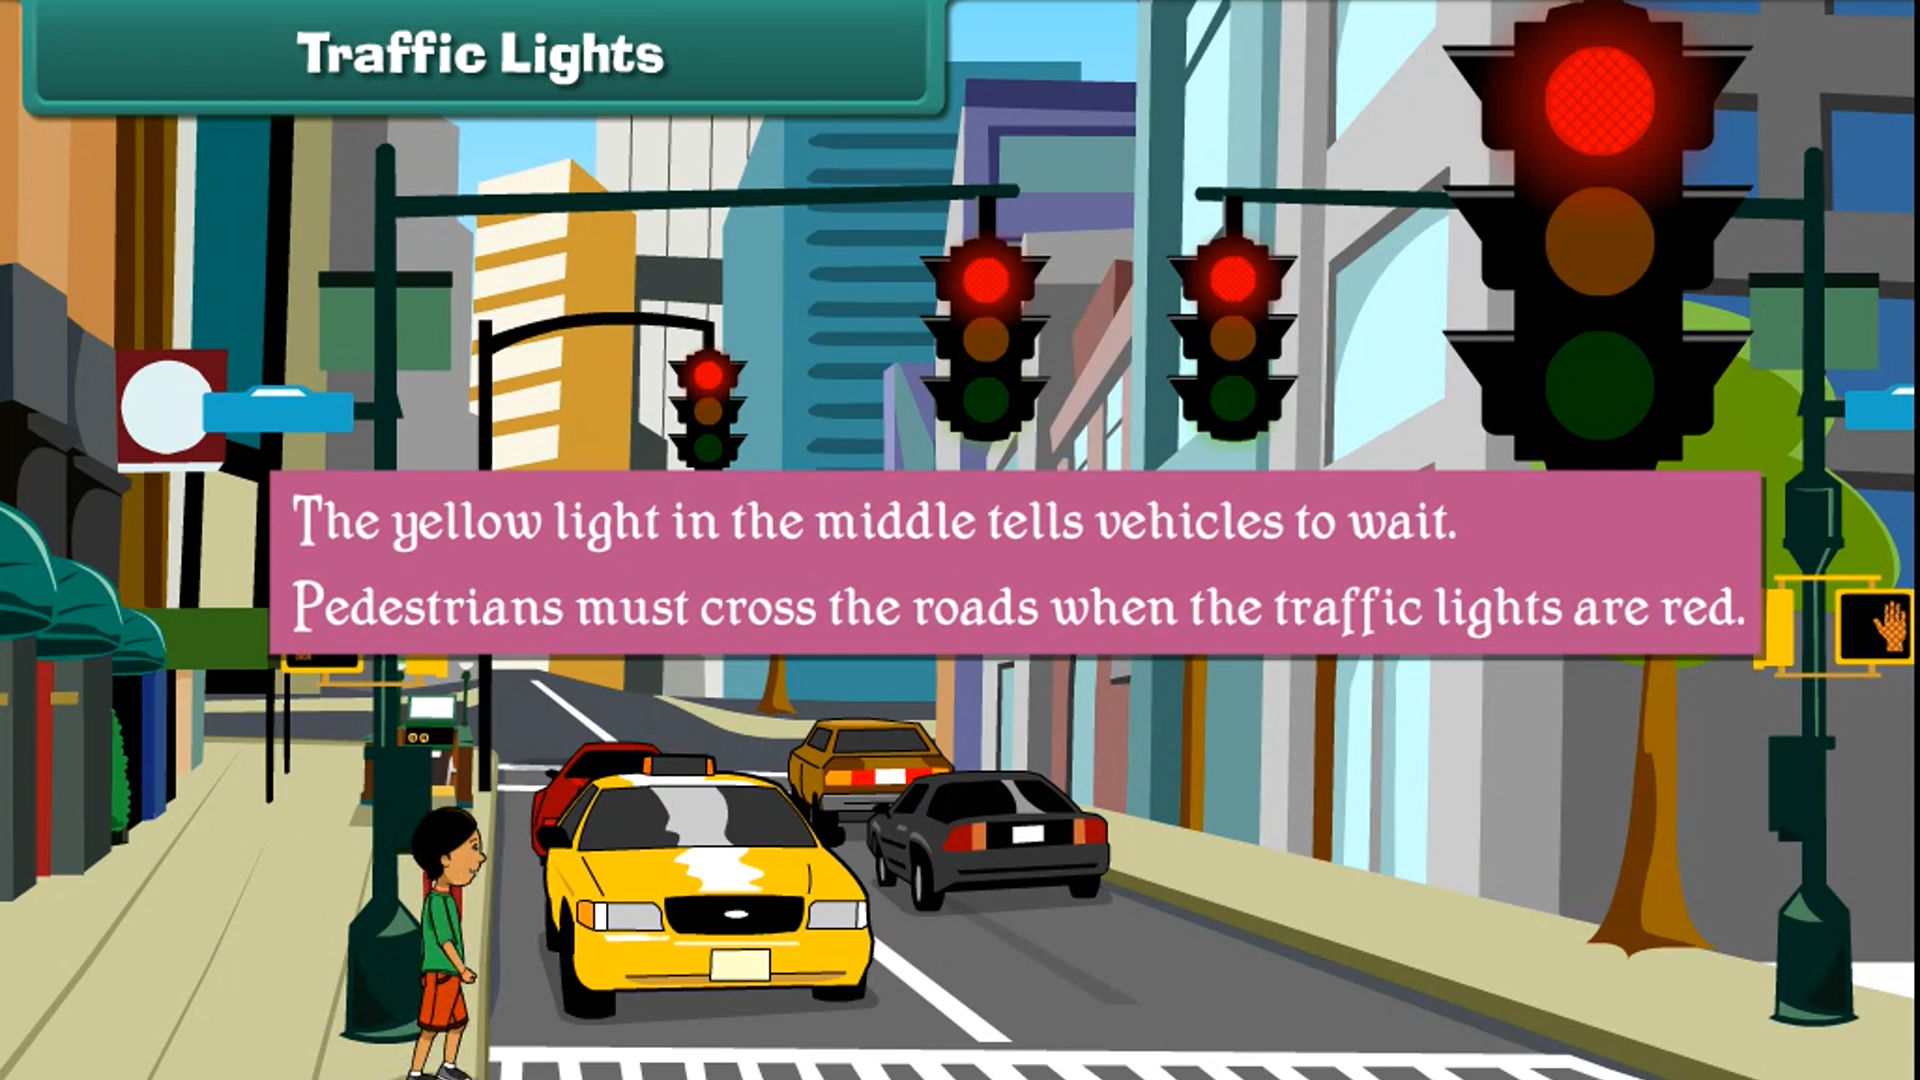 Traffic Lights
The yellow light in the middle tells vehicles to wait.
Pedestrians must cross the roads when the traffic lights are red.